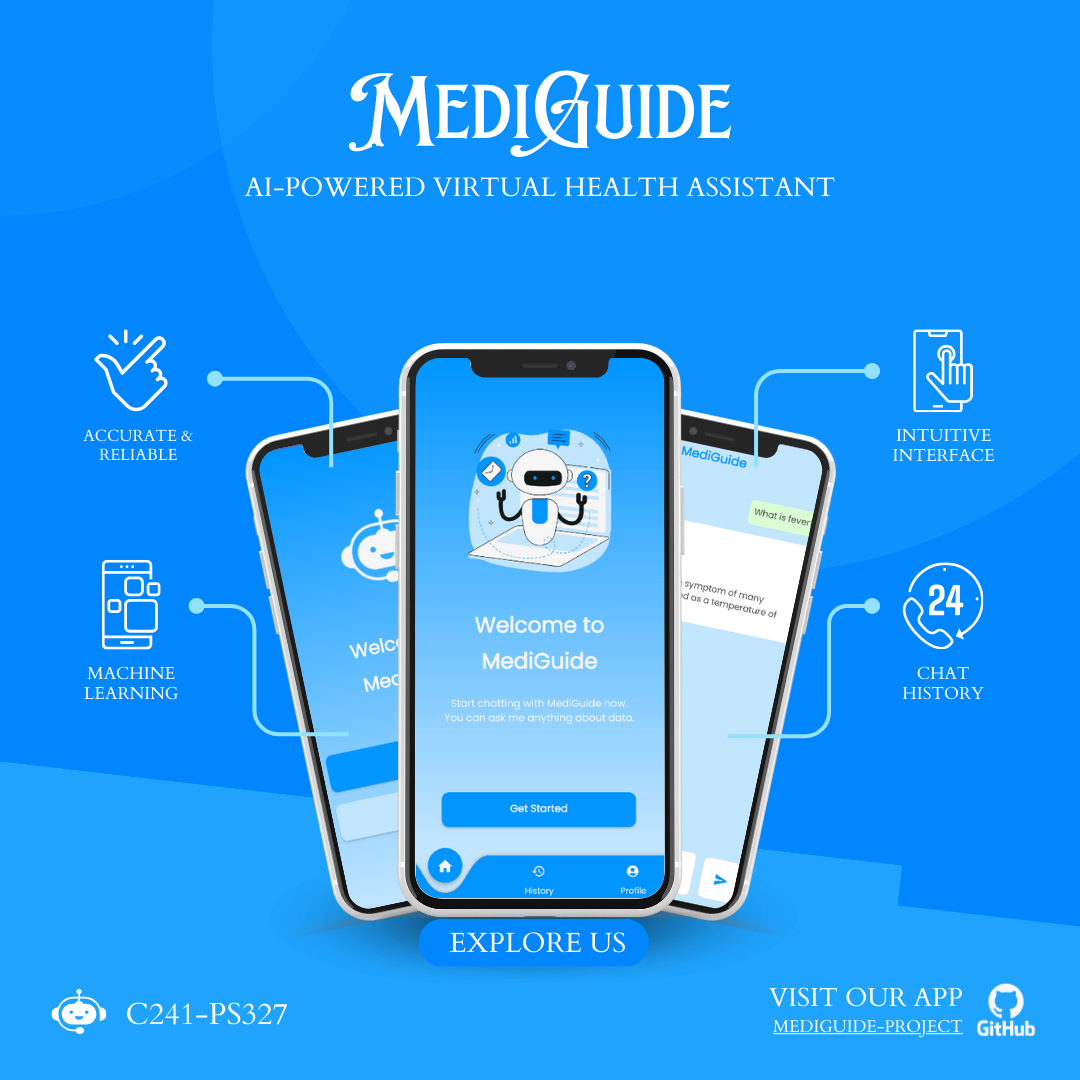 MEDIGUIDE
AI-POWERED VIRTUAL HEALTH ASSISTANT
ACCURATE &
RELIABLE
MACHINE
LEARNING
INTUITIVE
INTERFACE
24
CHAT
HISTORY
Welcome to
MediGuide
Start chatting with MediGuide now.
You can ask me anything about data.
Get Started
History
Profile
MediGuide
What is fever
symptom of many
as a temperature of
EXPLORE US
C241-PS327
VISIT OUR APP
MEDIGUIDE-PROJECT
GitHub